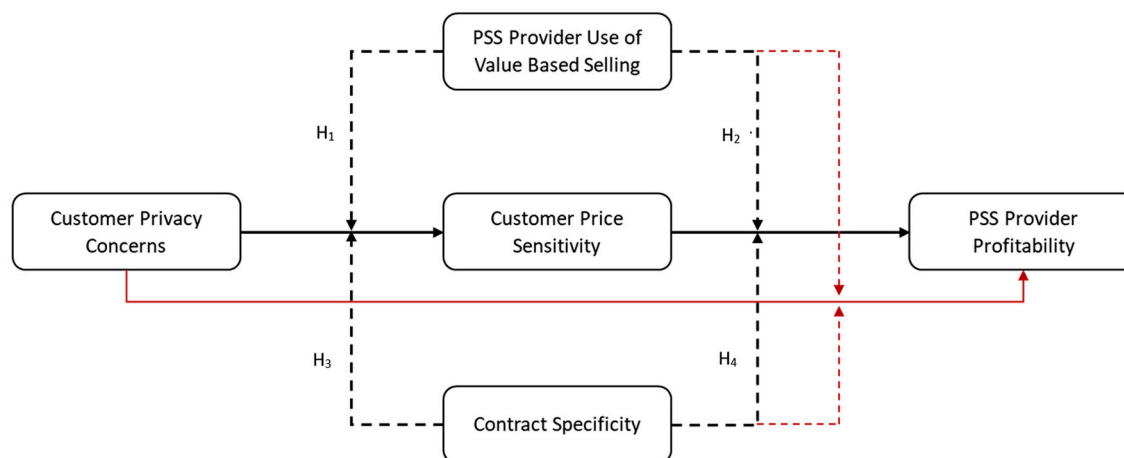 PSS Provider Use of
Value Based Selling
H₁
H₂
Customer Privacy
Concerns
Customer Price
Sensitivity
PSS Provider
Profitability
H₃
H₄
Contract Specificity